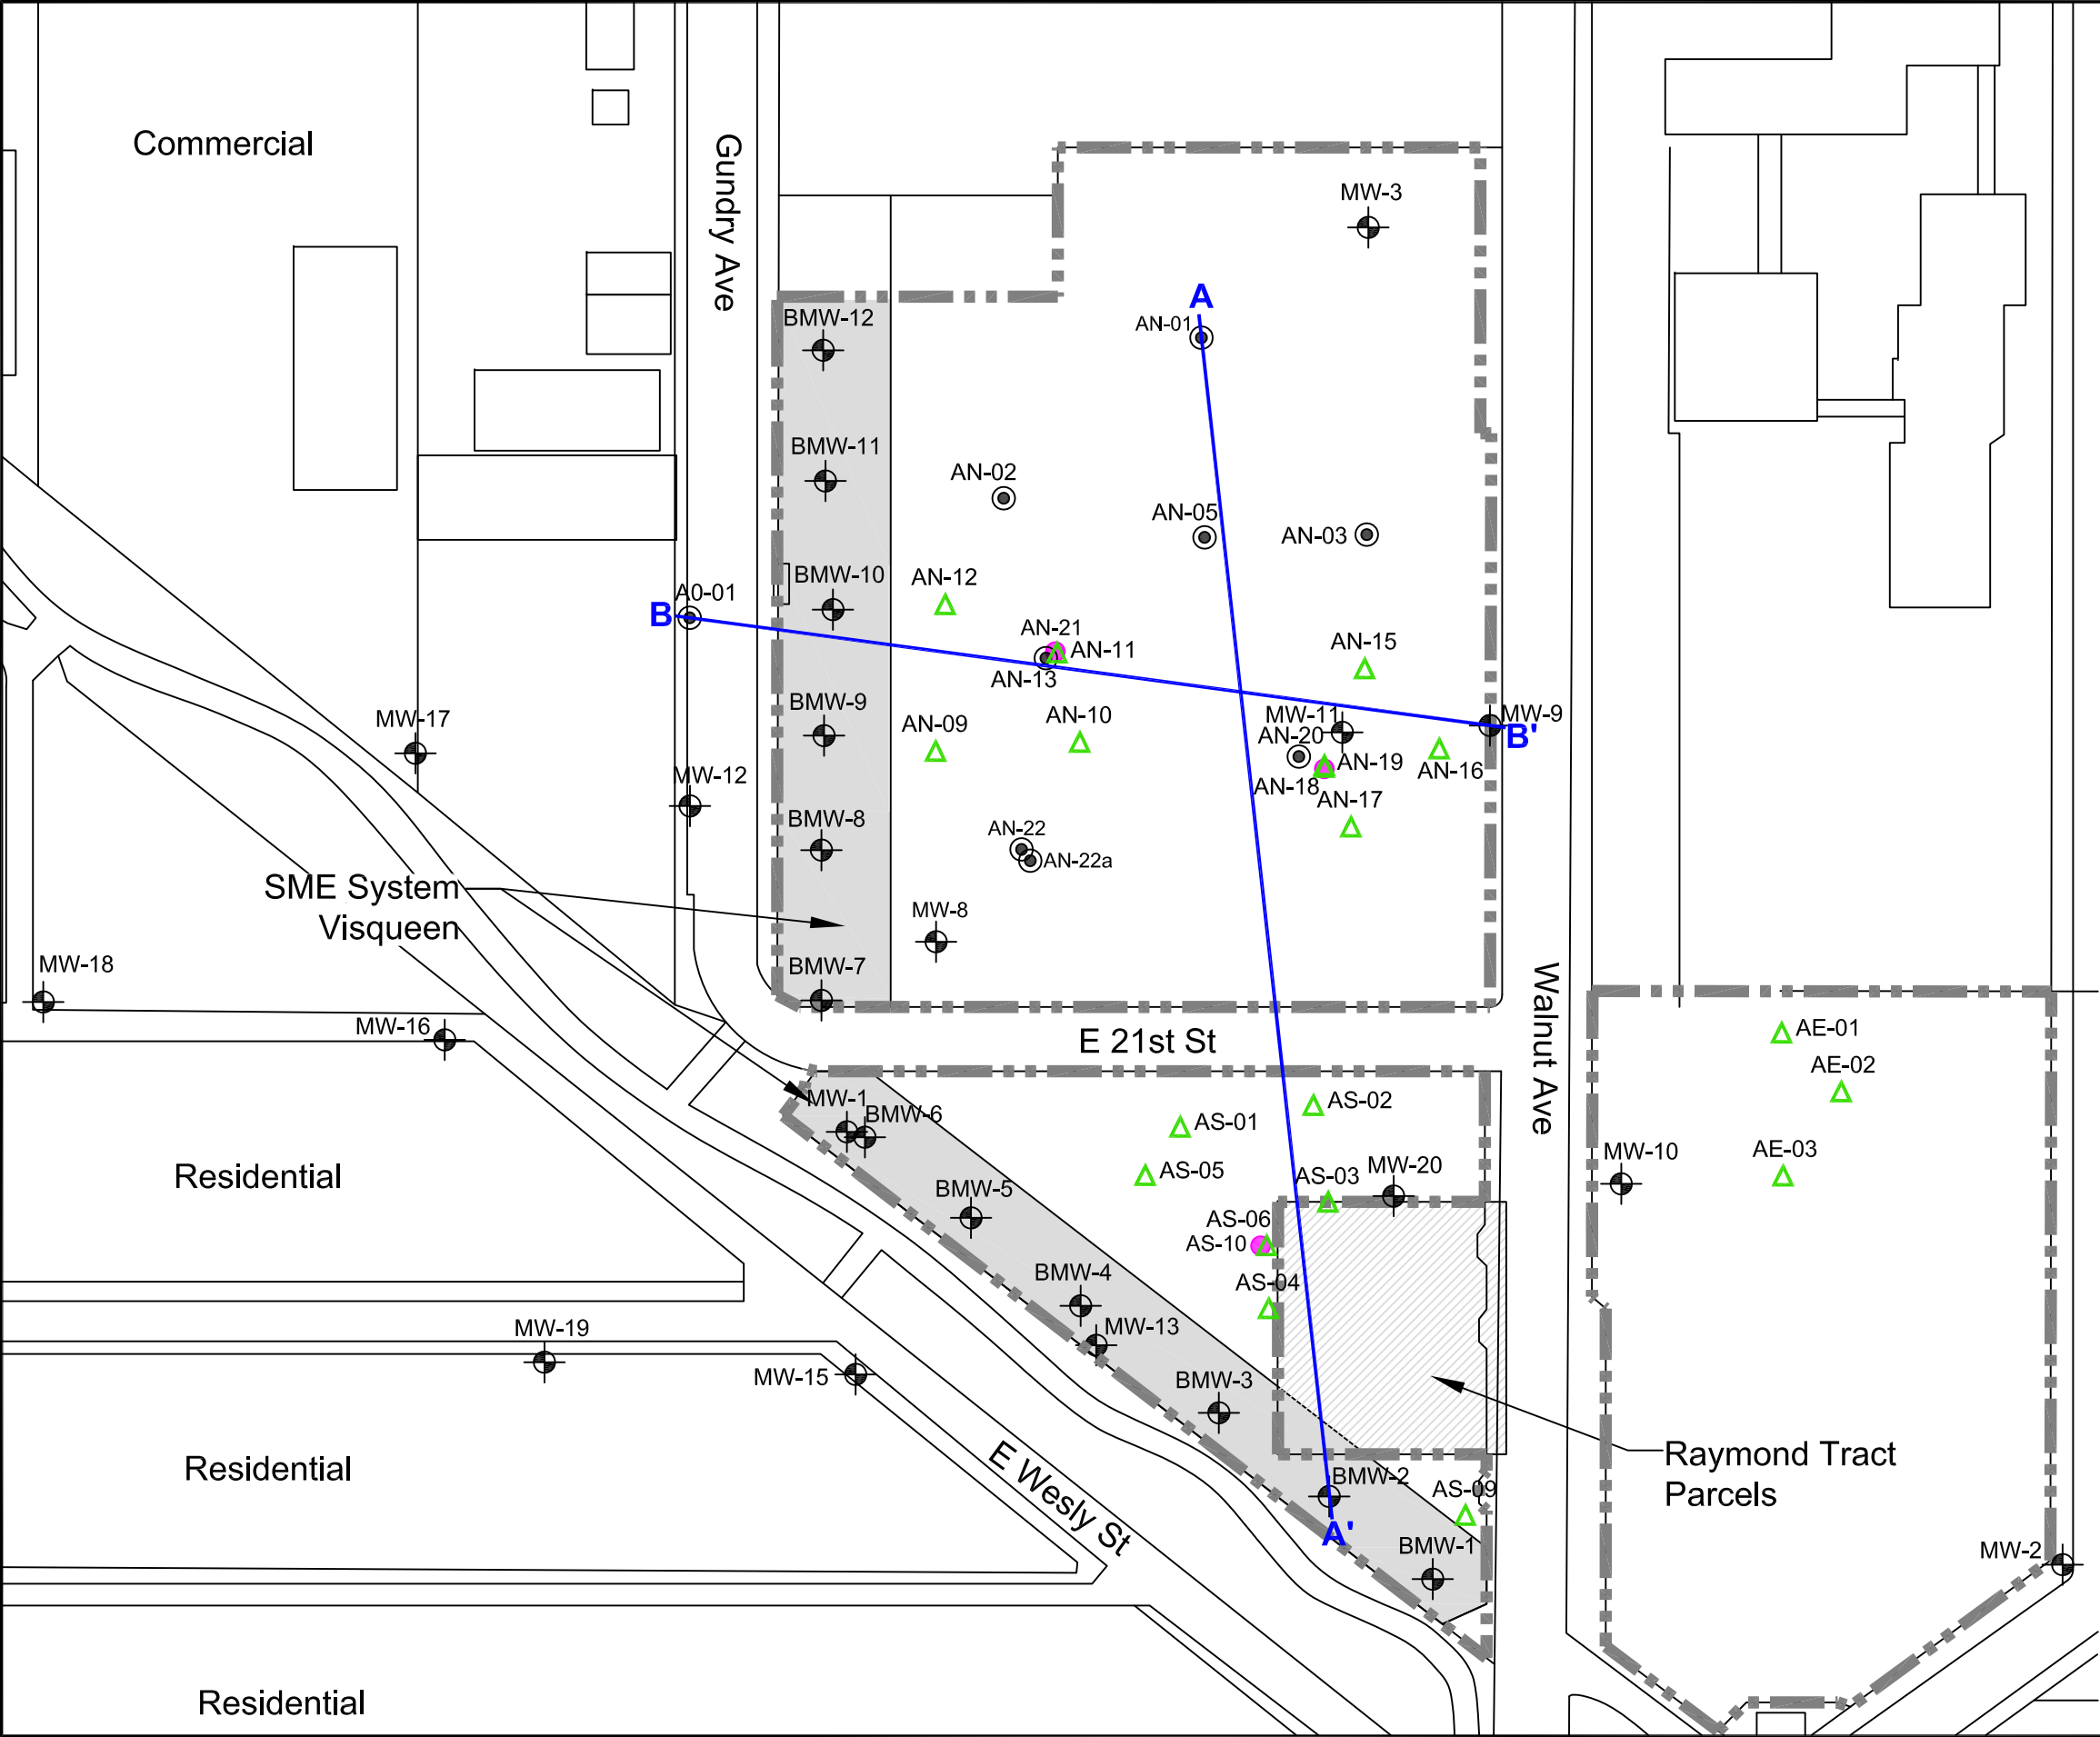 Commercial
Gundry Ave
MW-3
A
AN-01
BMW-12
BMW-11
AN-02
AN-05
AN-03
BMW-10
AN-12
A0-01
B
AN-21
AN-11
AN-13
AN-15
MW-17
BMW-9
AN-09
AN-10
MW-11
MW-9
B'
AN-20
AN-19
AN-16
AN-18
AN-17
MW-12
BMW-8
AN-22
AN-22a
SME System
Visqueen
MW-8
MW-18
BMW-7
MW-16
E 21st St
Walnut Ave
AE-01
AE-02
AE-03
MW-10
MW-1
BMW-6
AS-01
AS-02
AS-05
AS-03
MW-20
Residential
BMW-5
AS-06
AS-10
AS-04
BMW-4
MW-13
MW-19
MW-15
BMW-3
Residential
E Wesly St
Raymond Tract
Parcels
BMW-2
AS-09
A'
BMW-1
MW-2
Residential